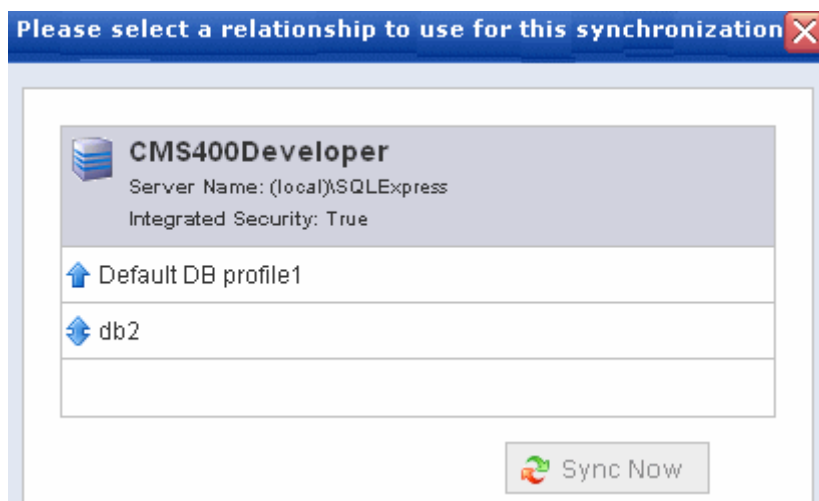 Please select a relationship to use for this synchronization
CMS400Developer
Server Name: (local)\SQLExpress
Integrated Security: True
Default DB profile1
db2
Sync Now